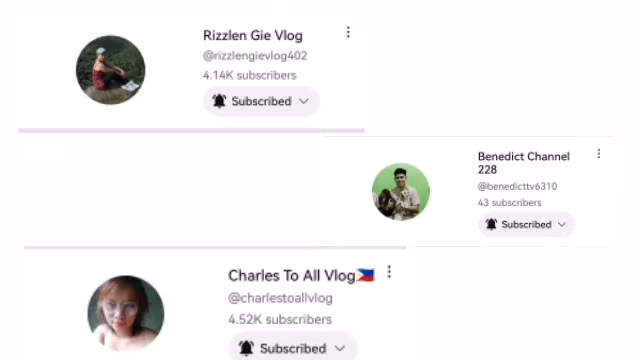 Rizzlen Gie Vlog
@rizzlengievlog402
4.14K subscribers
Subscribed
Benedict Channel
228
@benedicttv6310
43 subscribers
Subscribed
Charles To All Vlog🇵🇭
@charlestoallvlog
4.52K subscribers
Subscribed